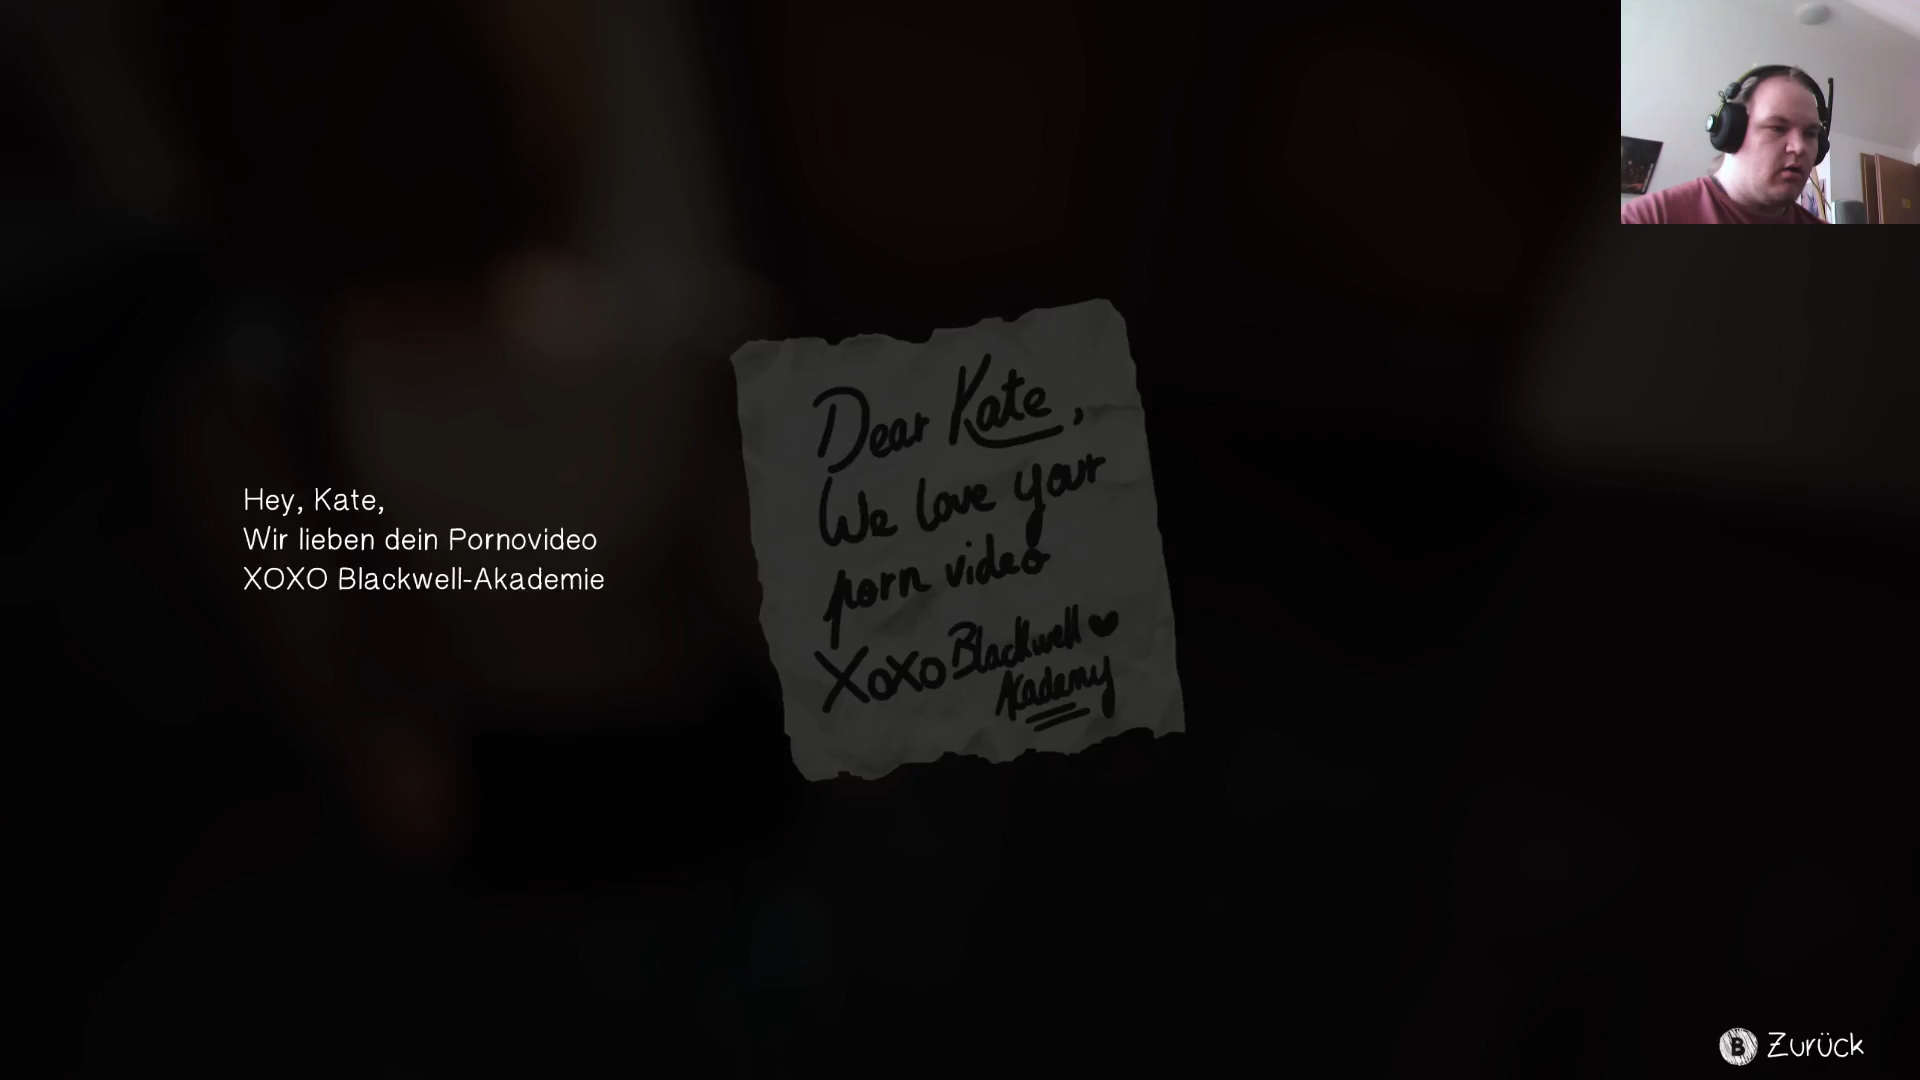 Hey, Kate,
Wir lieben dein Pornovideo
XOXO Blackwell-Akademie
Dear Kate,
We love your
porn video
XoXo Blackwell
Akademy
B Zurück